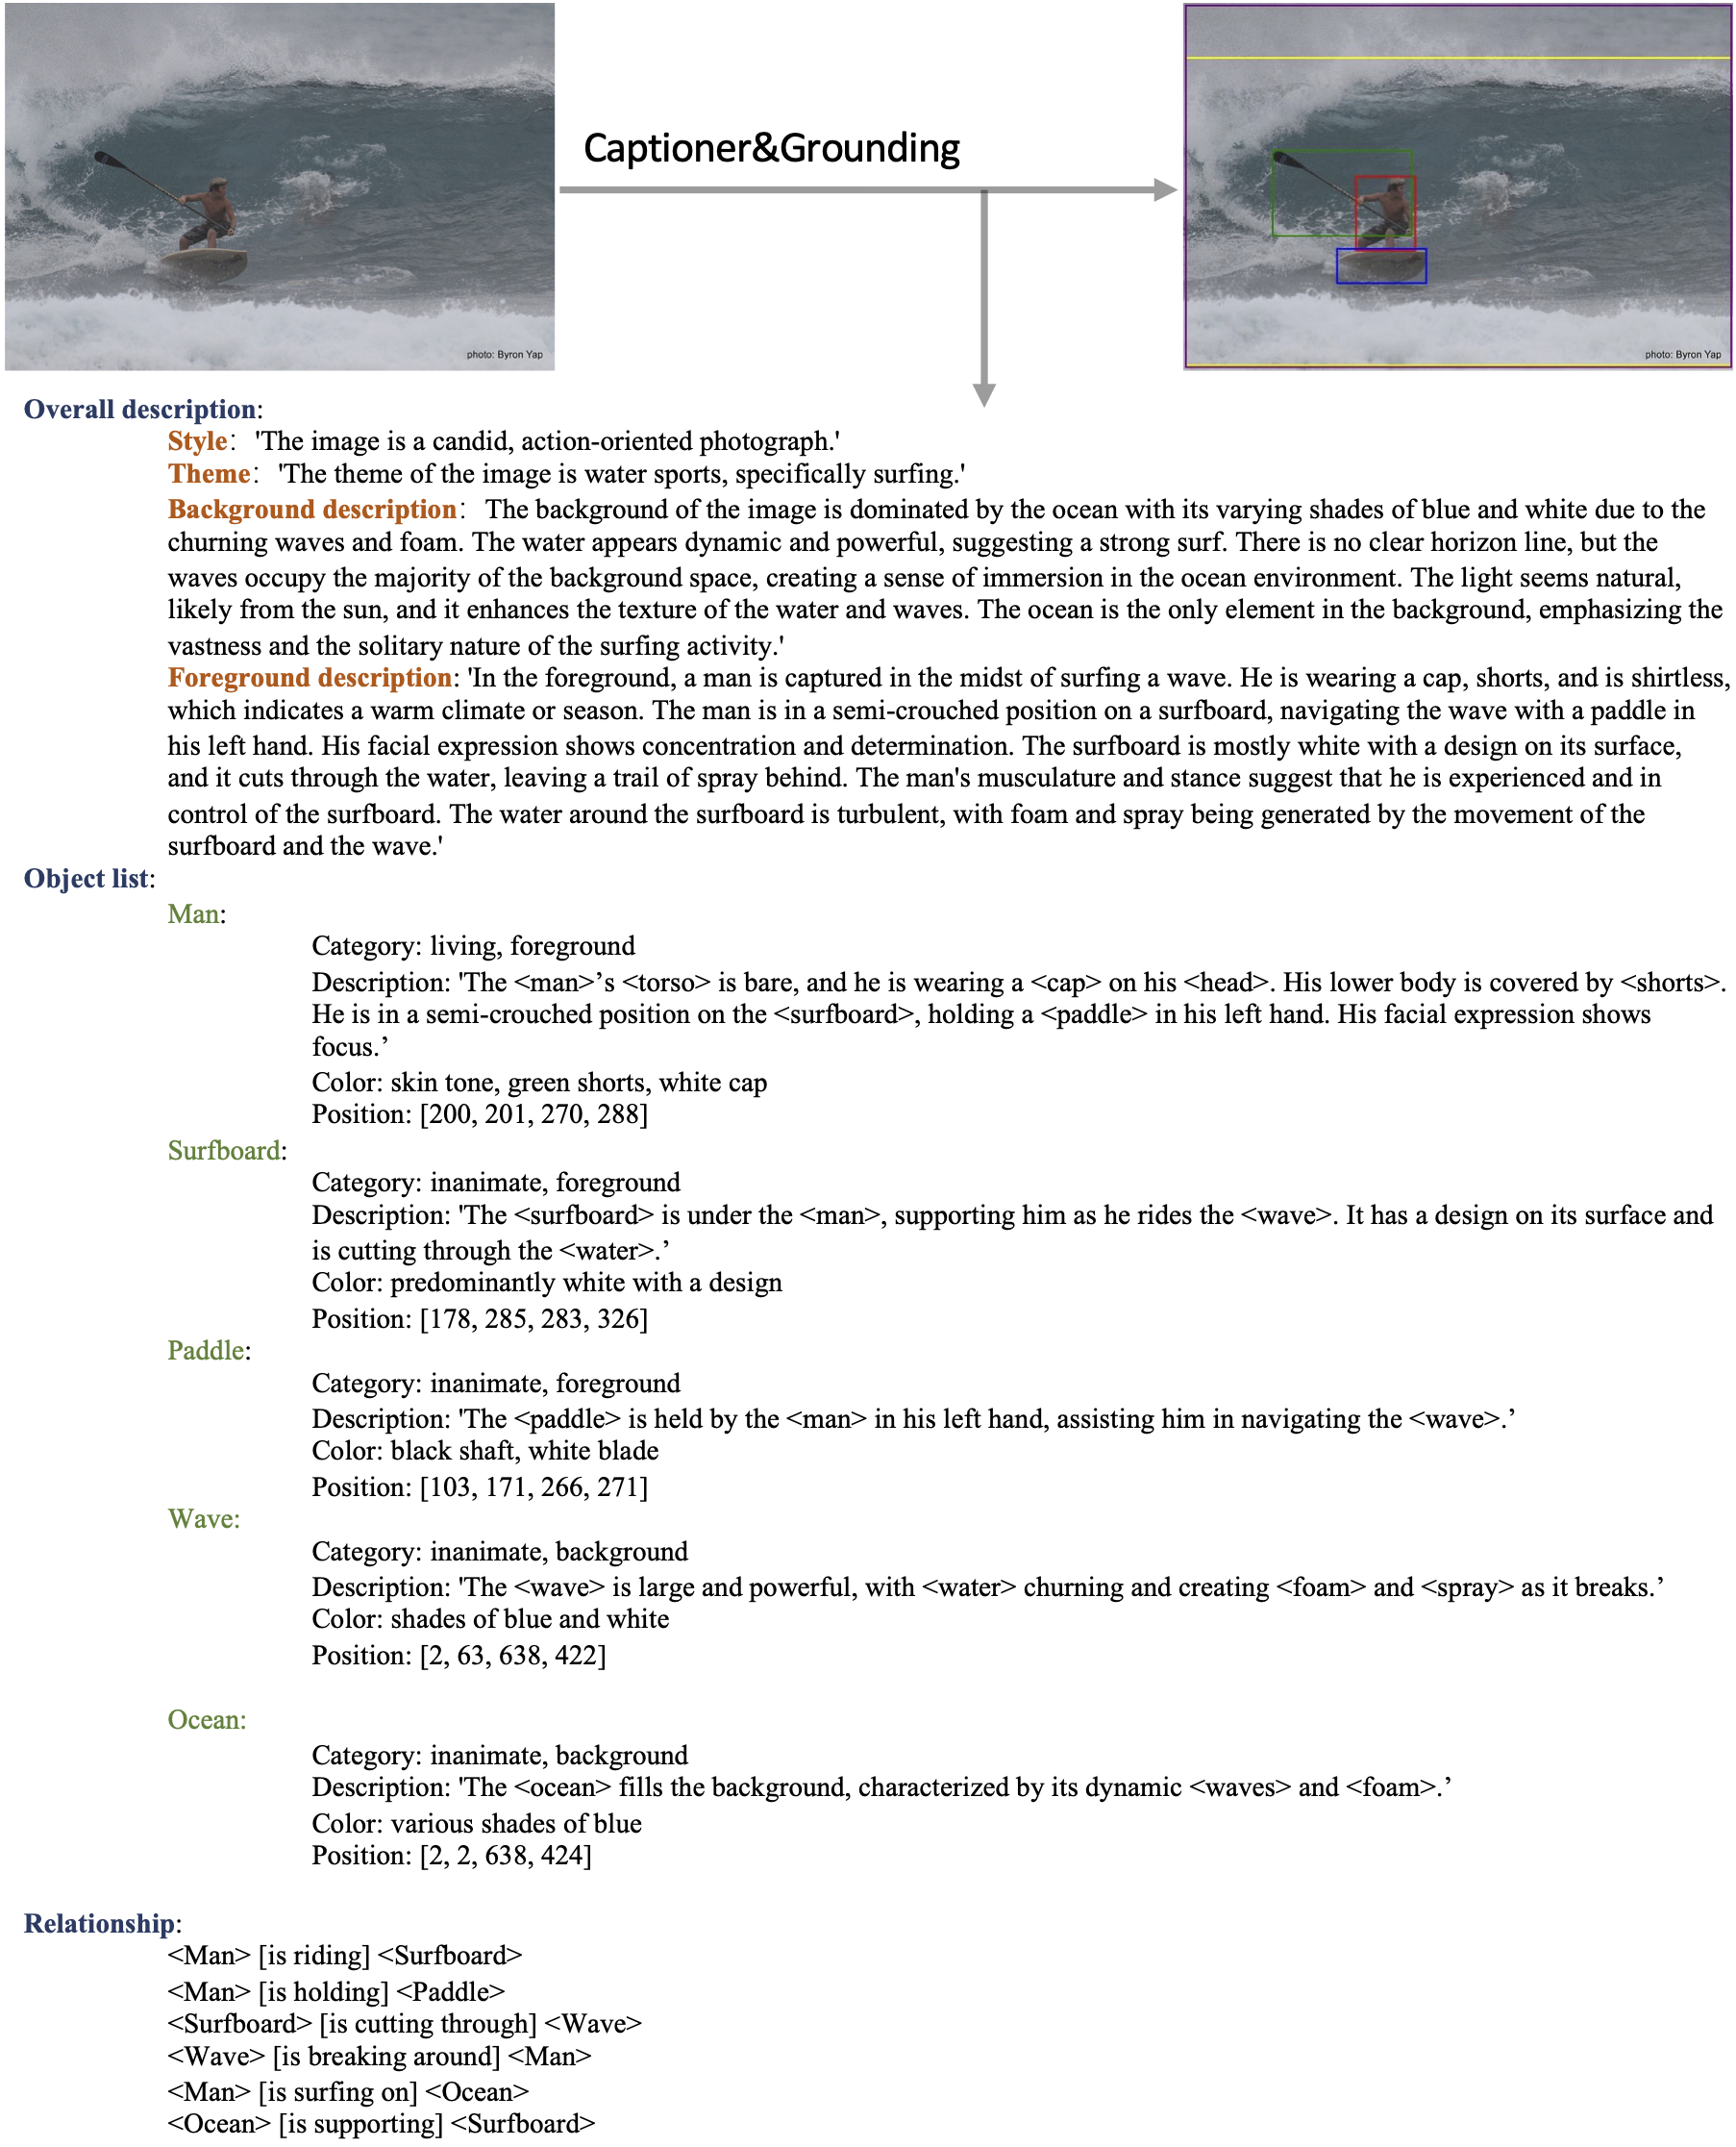 Captioner&Grounding
photo: Byron Yap
photo: Byron Yap
Overall description:
Style： 'The image is a candid, action-oriented photograph.'
Theme： 'The theme of the image is water sports, specifically surfing.'
Background description： The background of the image is dominated by the ocean with its varying shades of blue and white due to the
churning waves and foam. The water appears dynamic and powerful, suggesting a strong surf. There is no clear horizon line, but the
waves occupy the majority of the background space, creating a sense of immersion in the ocean environment. The light seems natural,
likely from the sun, and it enhances the texture of the water and waves. The ocean is the only element in the background, emphasizing the
vastness and the solitary nature of the surfing activity.'
Foreground description: 'In the foreground, a man is captured in the midst of surfing a wave. He is wearing a cap, shorts, and is shirtless,
which indicates a warm climate or season. The man is in a semi-crouched position on a surfboard, navigating the wave with a paddle in
his left hand. His facial expression shows concentration and determination. The surfboard is mostly white with a design on its surface,
and it cuts through the water, leaving a trail of spray behind. The man's musculature and stance suggest that he is experienced and in
control of the surfboard. The water around the surfboard is turbulent, with foam and spray being generated by the movement of the
surfboard and the wave.'
Object list:
Man:
Category: living, foreground
Description: 'The <man>’s <torso> is bare, and he is wearing a <cap> on his <head>. His lower body is covered by <shorts>.
He is in a semi-crouched position on the <surfboard>, holding a <paddle> in his left hand. His facial expression shows
focus.’
Color: skin tone, green shorts, white cap
Position: [200, 201, 270, 288]
Surfboard:
Category: inanimate, foreground
Description: 'The <surfboard> is under the <man>, supporting him as he rides the <wave>. It has a design on its surface and
is cutting through the <water>.’
Color: predominantly white with a design
Position: [178, 285, 283, 326]
Paddle:
Category: inanimate, foreground
Description: 'The <paddle> is held by the <man> in his left hand, assisting him in navigating the <wave>.’
Color: black shaft, white blade
Position: [103, 171, 266, 271]
Wave:
Category: inanimate, background
Description: 'The <wave> is large and powerful, with <water> churning and creating <foam> and <spray> as it breaks.’
Color: shades of blue and white
Position: [2, 63, 638, 422]
Ocean:
Category: inanimate, background
Description: 'The <ocean> fills the background, characterized by its dynamic <waves> and <foam>.’
Color: various shades of blue
Position: [2, 2, 638, 424]
Relationship:
<Man> [is riding] <Surfboard>
<Man> [is holding] <Paddle>
<Surfboard> [is cutting through] <Wave>
<Wave> [is breaking around] <Man>
<Man> [is surfing on] <Ocean>
<Ocean> [is supporting] <Surfboard>